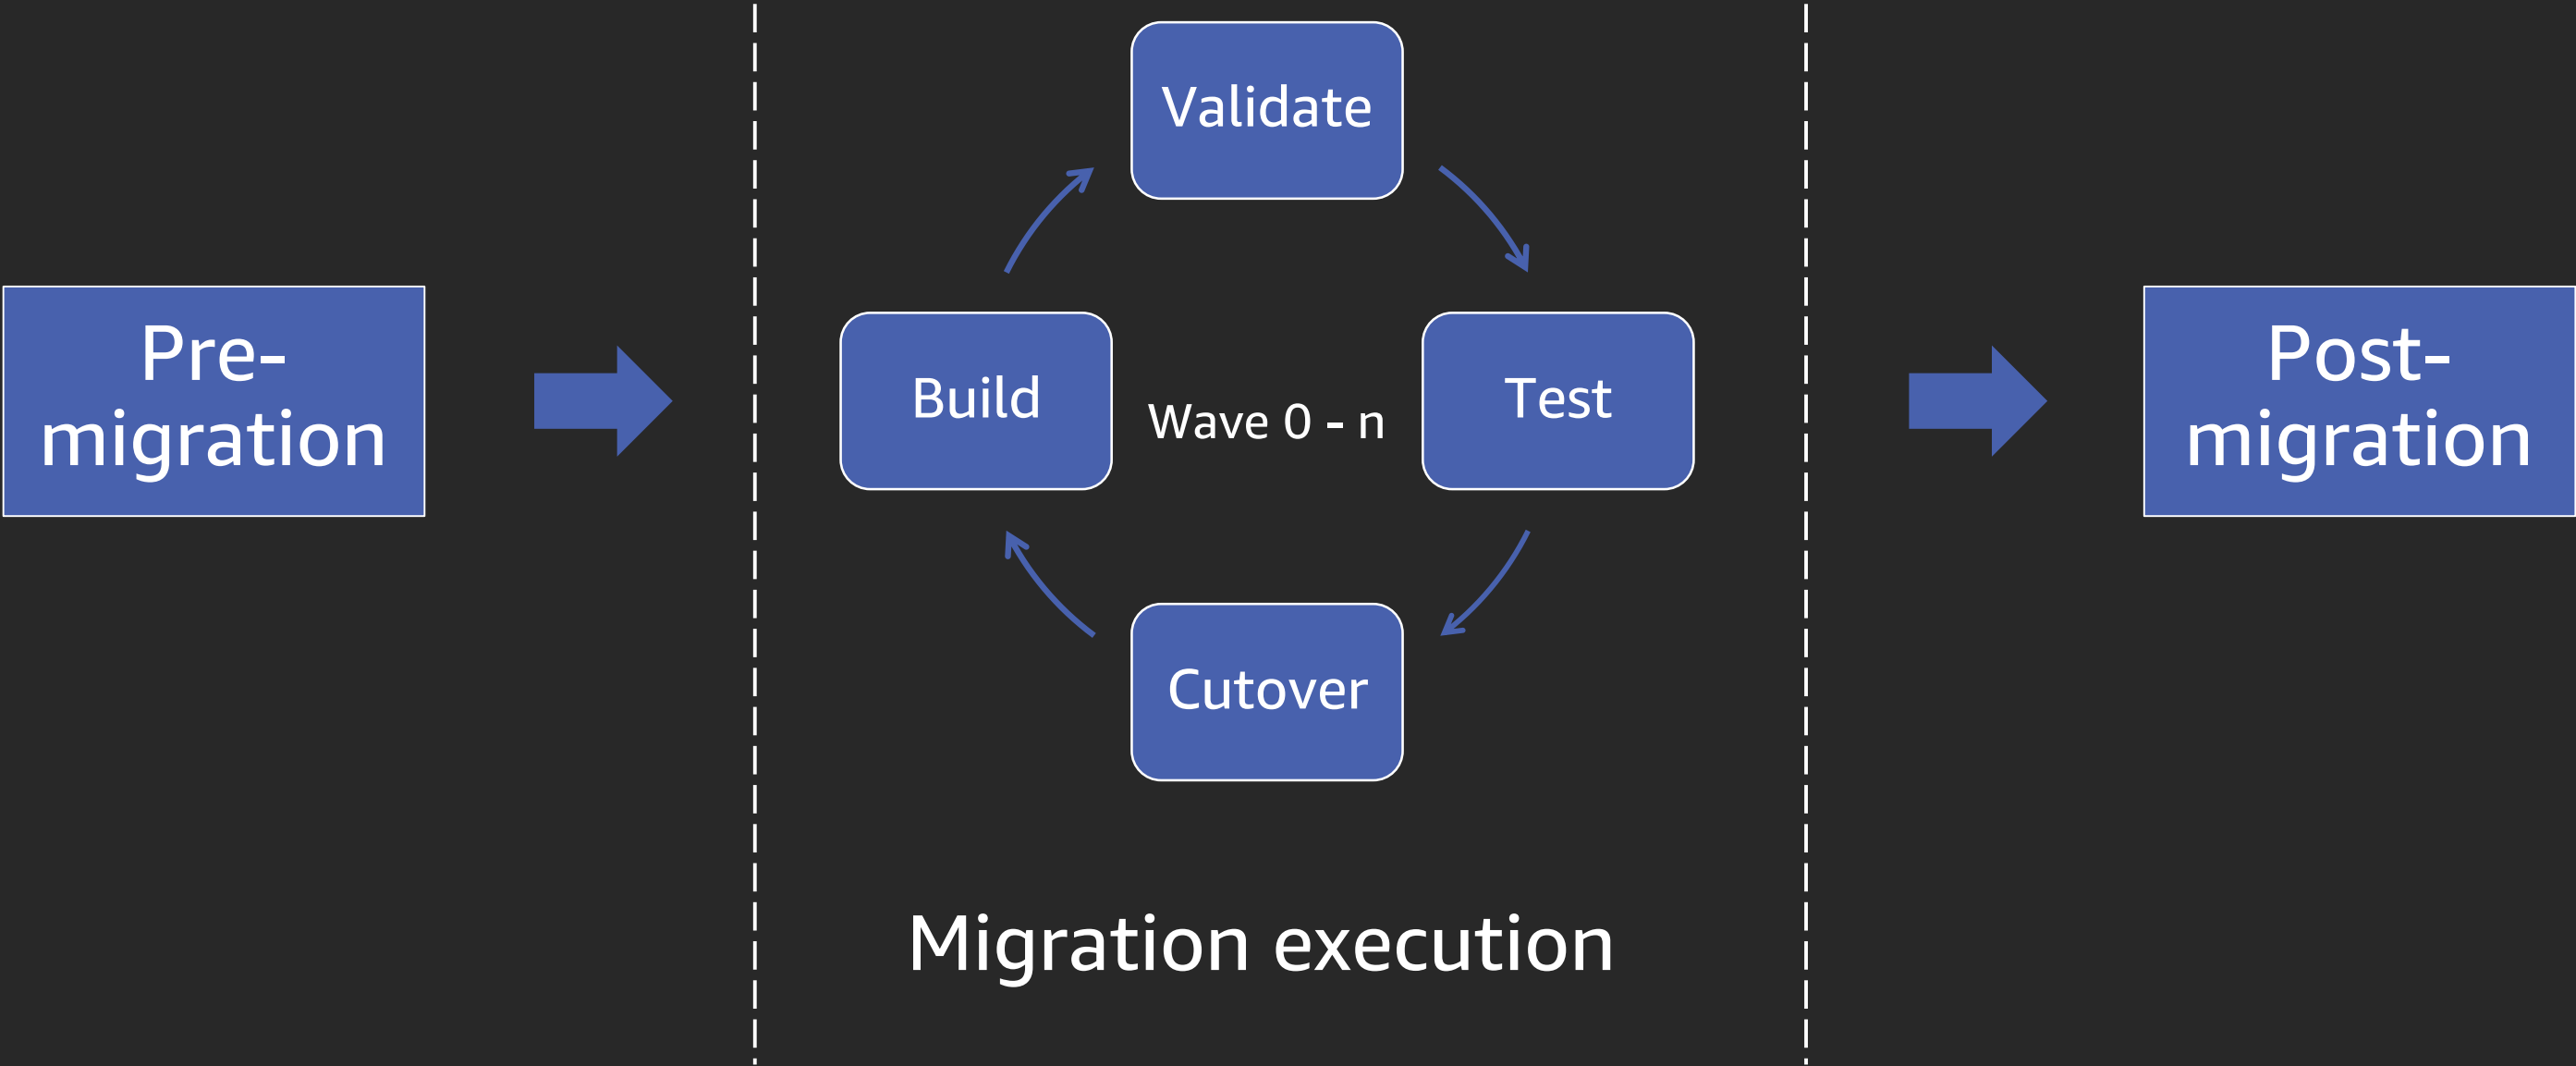 Pre-
migration
Validate
Build
Wave 0 - n
Test
Cutover
Migration execution
Post-
migration